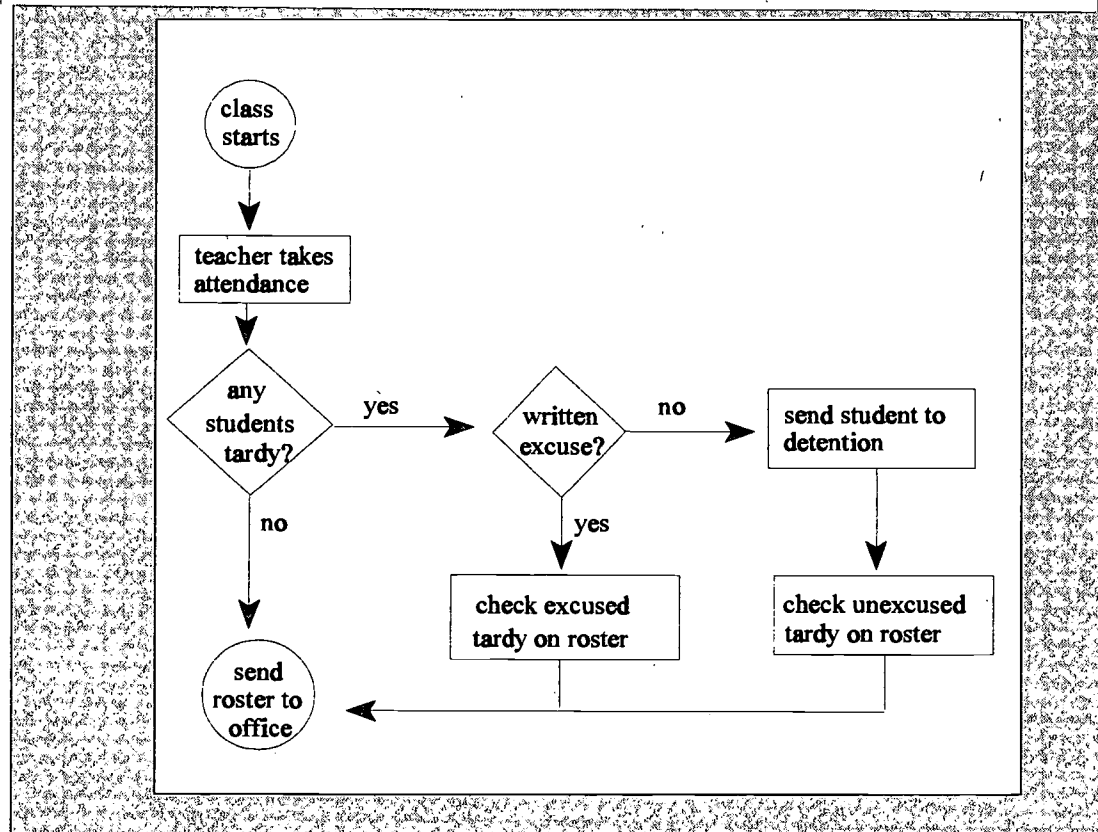 class
starts
teacher takes
attendance
any
students
tardy?
yes
written
excuse?
no
send student to
detention
no
yes
check excused
tardy on roster
check unexcused
tardy on roster
send
roster to
office